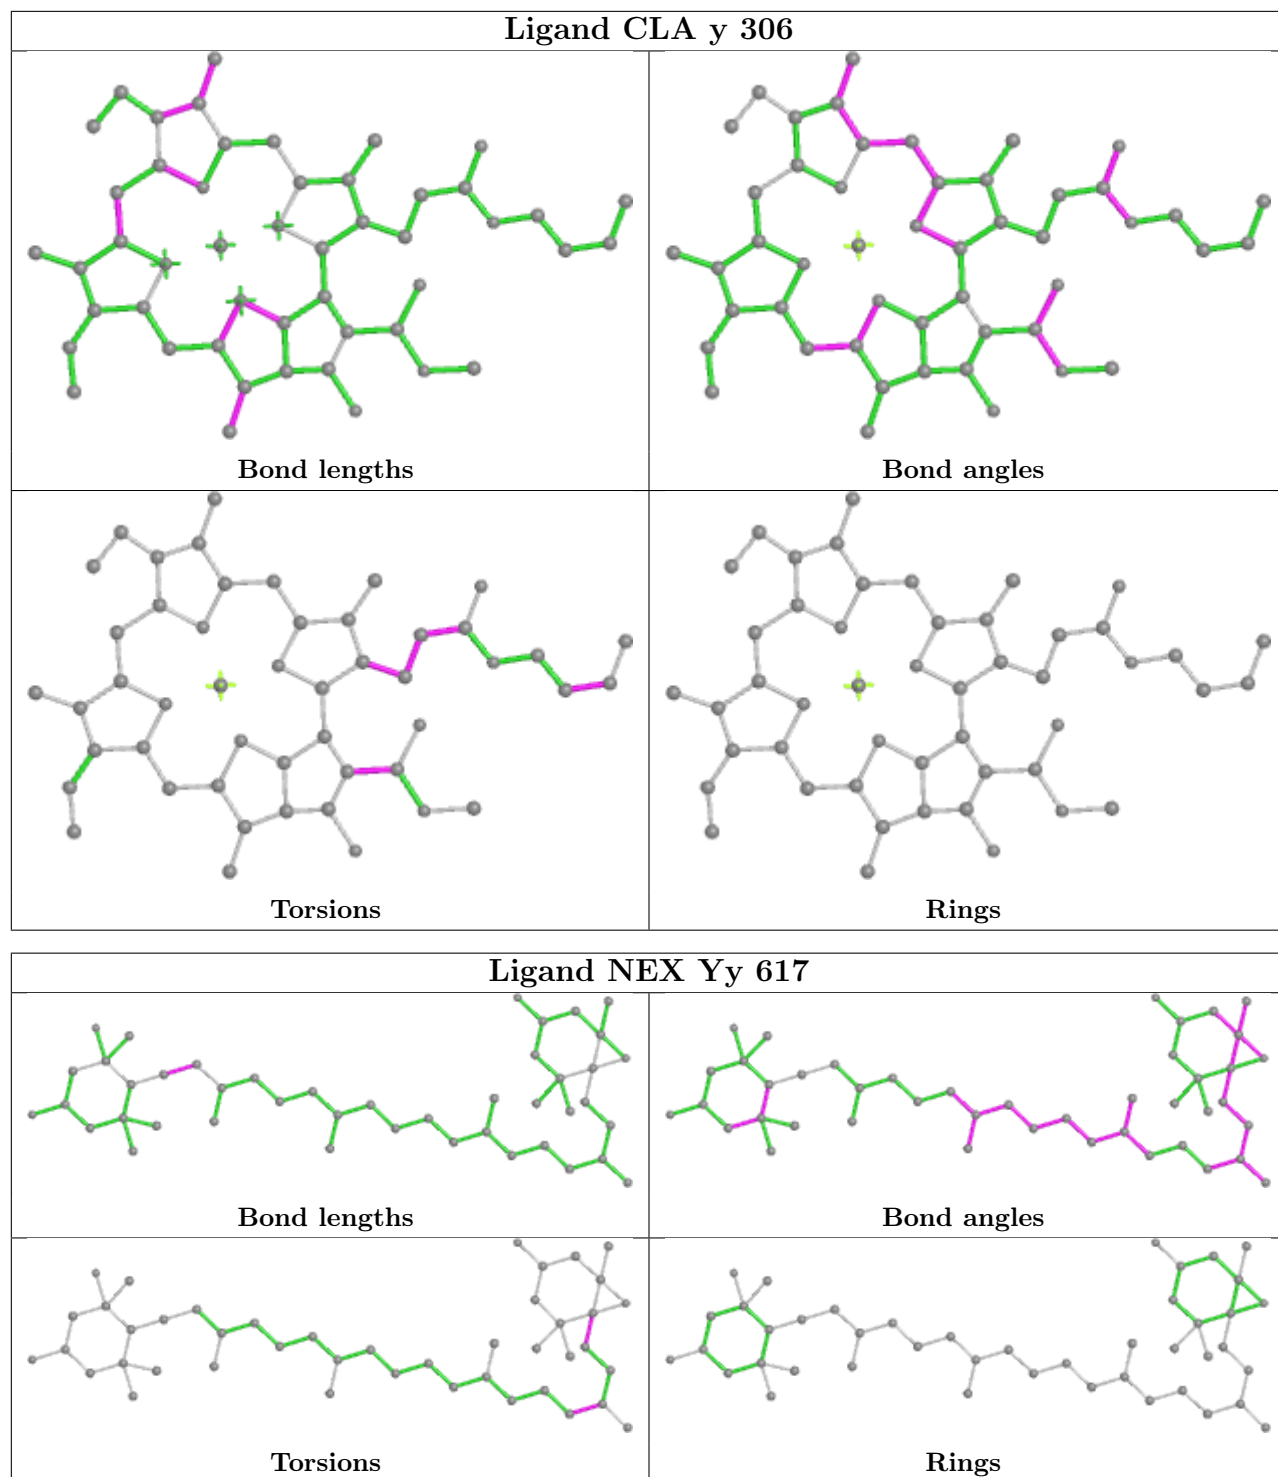 Ligand CLA y 306
Bond lengths
Bond angles
Torsions
Rings
Ligand NEX Yy 617
Bond lengths
Bond angles
Torsions
Rings